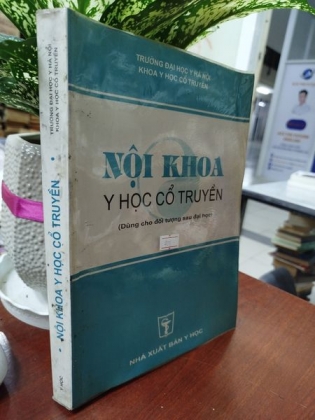 TRƯỜNG ĐẠI HỌC Y HÀ NỘI
KHOA Y HỌC CỔ TRUYỀN
NỘI KHOA
Y HỌC CỔ TRUYỀN
(Dùng cho đối tượng sau đại học)
NHÀ XUẤT BẢN Y HỌC
TRƯỜNG ĐẠI HỌC Y HÀ NỘI
KHOA Y HỌC CỔ TRUYỀN
• NỘI KHOA Y HỌC CỔ TRUYỀN •
Y HỌC